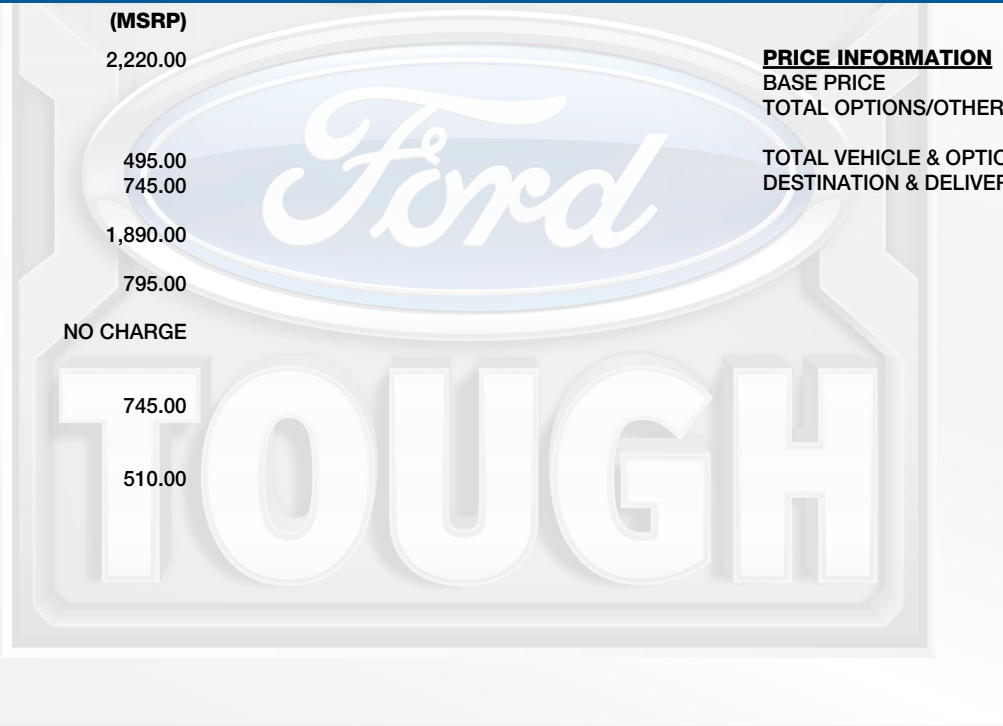 (MSRP)
2,220.00
495.00
745.00
1,890.00
795.00
NO CHARGE
745.00
510.00
PRICE INFORMATION
BASE PRICE
TOTAL OPTIONS/OTHER
TOTAL VEHICLE & OPTIO
DESTINATION & DELIVER
Ford
TOUGH